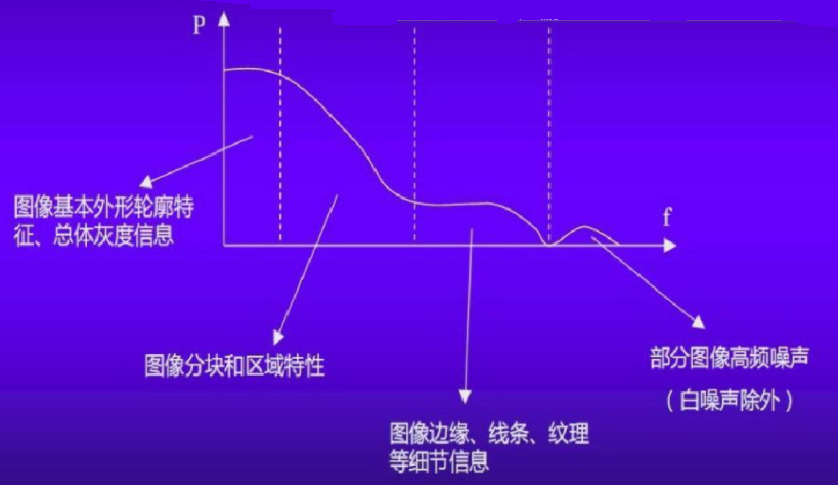 P
f
图像基本外形轮廓特
征、总体灰度信息
图像分块和区域特性
部分图像高频噪声
（白噪声除外）
图像边缘、线条、纹理
等细节信息